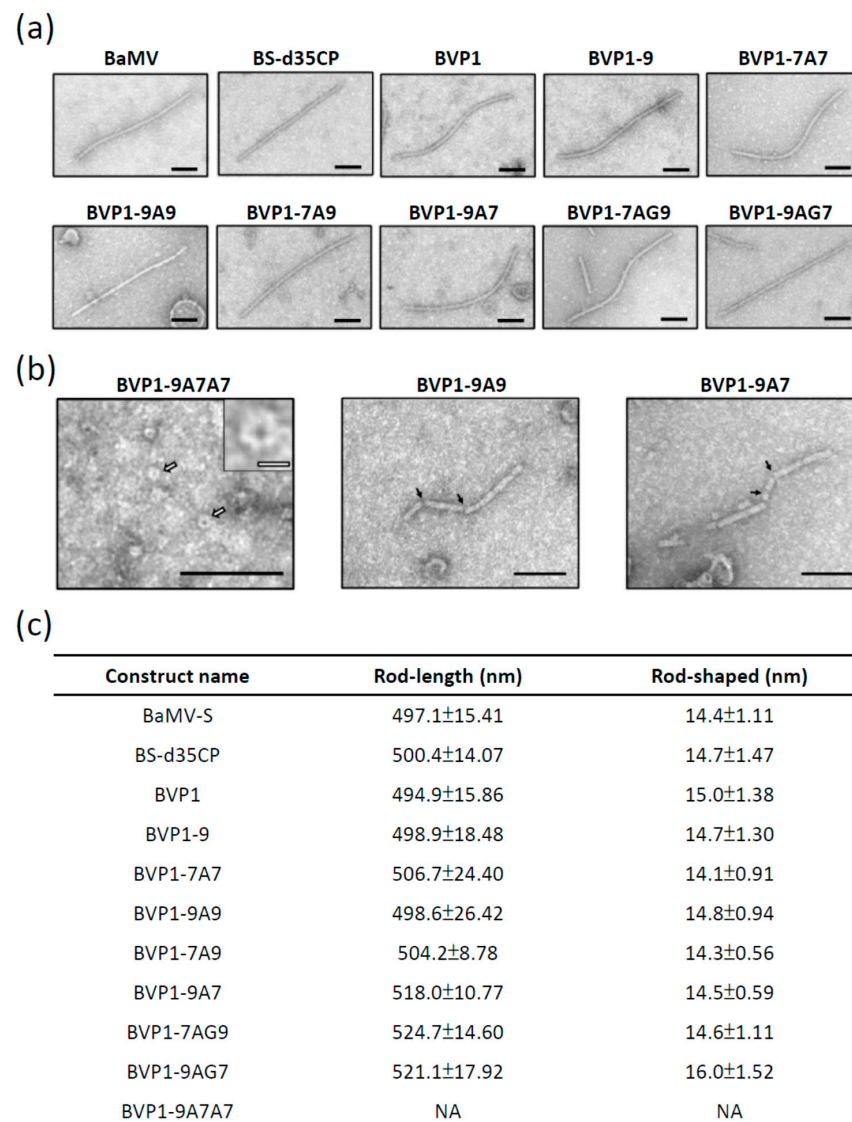 (a)
BaMV BS-d35CP BVP1 BVP1-9 BVP1-7A7
BVP1-9A9 BVP1-7A9 BVP1-9A7 BVP1-7AG9 BVP1-9AG7
(b)
BVP1-9A7A7 BVP1-9A9 BVP1-9A7
(c)
Construct name Rod-length (nm) Rod-shaped (nm)
BaMV-S 497.1±15.41 14.4±1.11
BS-d35CP 500.4±14.07 14.7±1.47
BVP1 494.9±15.86 15.0±1.38
BVP1-9 498.9±18.48 14.7±1.30
BVP1-7A7 506.7±24.40 14.1±0.91
BVP1-9A9 498.6±26.42 14.8±0.94
BVP1-7A9 504.2±8.78 14.3±0.56
BVP1-9A7 518.0±10.77 14.5±0.59
BVP1-7AG9 524.7±14.60 14.6±1.11
BVP1-9AG7 521.1±17.92 16.0±1.52
BVP1-9A7A7 NA NA